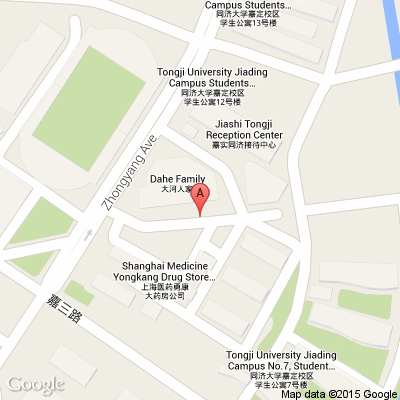 Campus Students...
同济大学嘉定校区
学生公寓13号楼
Tongji University Jiading
Campus Students...
同济大学嘉定校区
学生公寓12号楼
Jiashi Tongji
Reception Center
嘉实同济接待中心
Zhongyang Ave
Dahe Family
大河人家
A
Shanghai Medicine
Yongkang Drug Store...
上海医药勇康
大药房公司
嘉三路
Tongji University Jiading
Campus No.7, Student...
同济大学嘉定校区
学生公寓7号楼
Google
Map data ©2015 Google